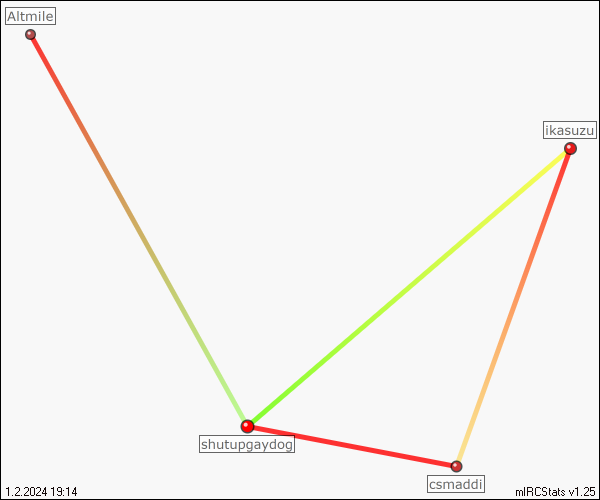 Altmile
ikasuzu
shutupgaydog
csmaddi
1.2.2024 19:14
mIRCStats v1.25